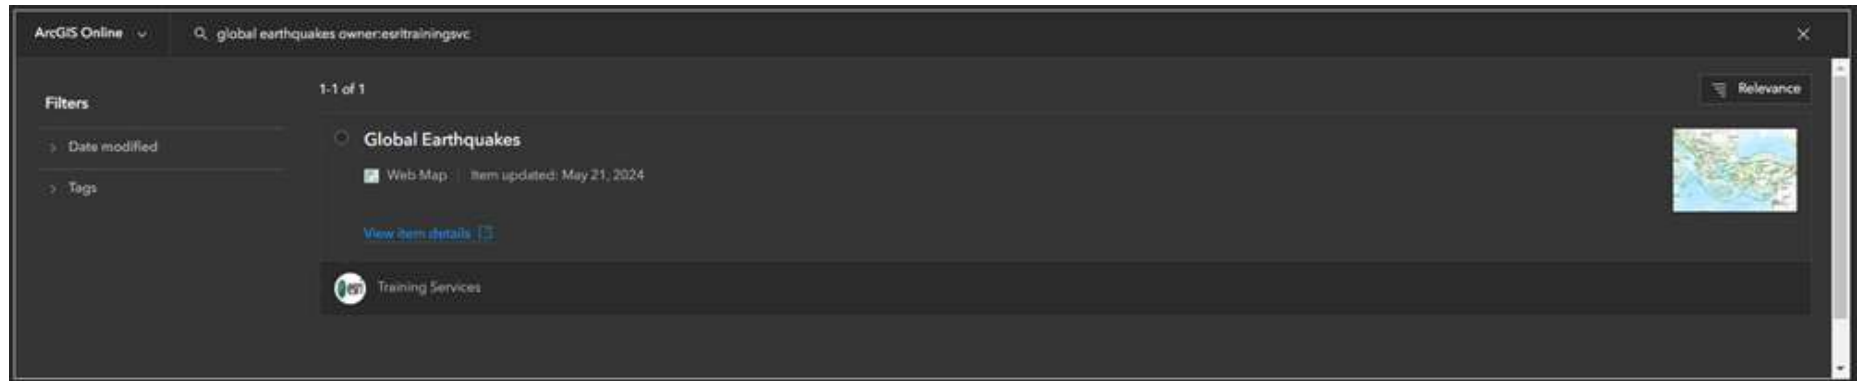 ArcGIS Online
global earthquakes owner:esritrainingsvc
Filters
Date modified
Tags
1-1 of 1
Relevance
Global Earthquakes
Web Map | Item updated: May 21, 2024
View item details
esri
Training Services